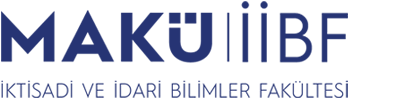 MAKÜ | İİBF
İKTİSADİ VE İDARİ BİLİMLER FAKÜLTESİ